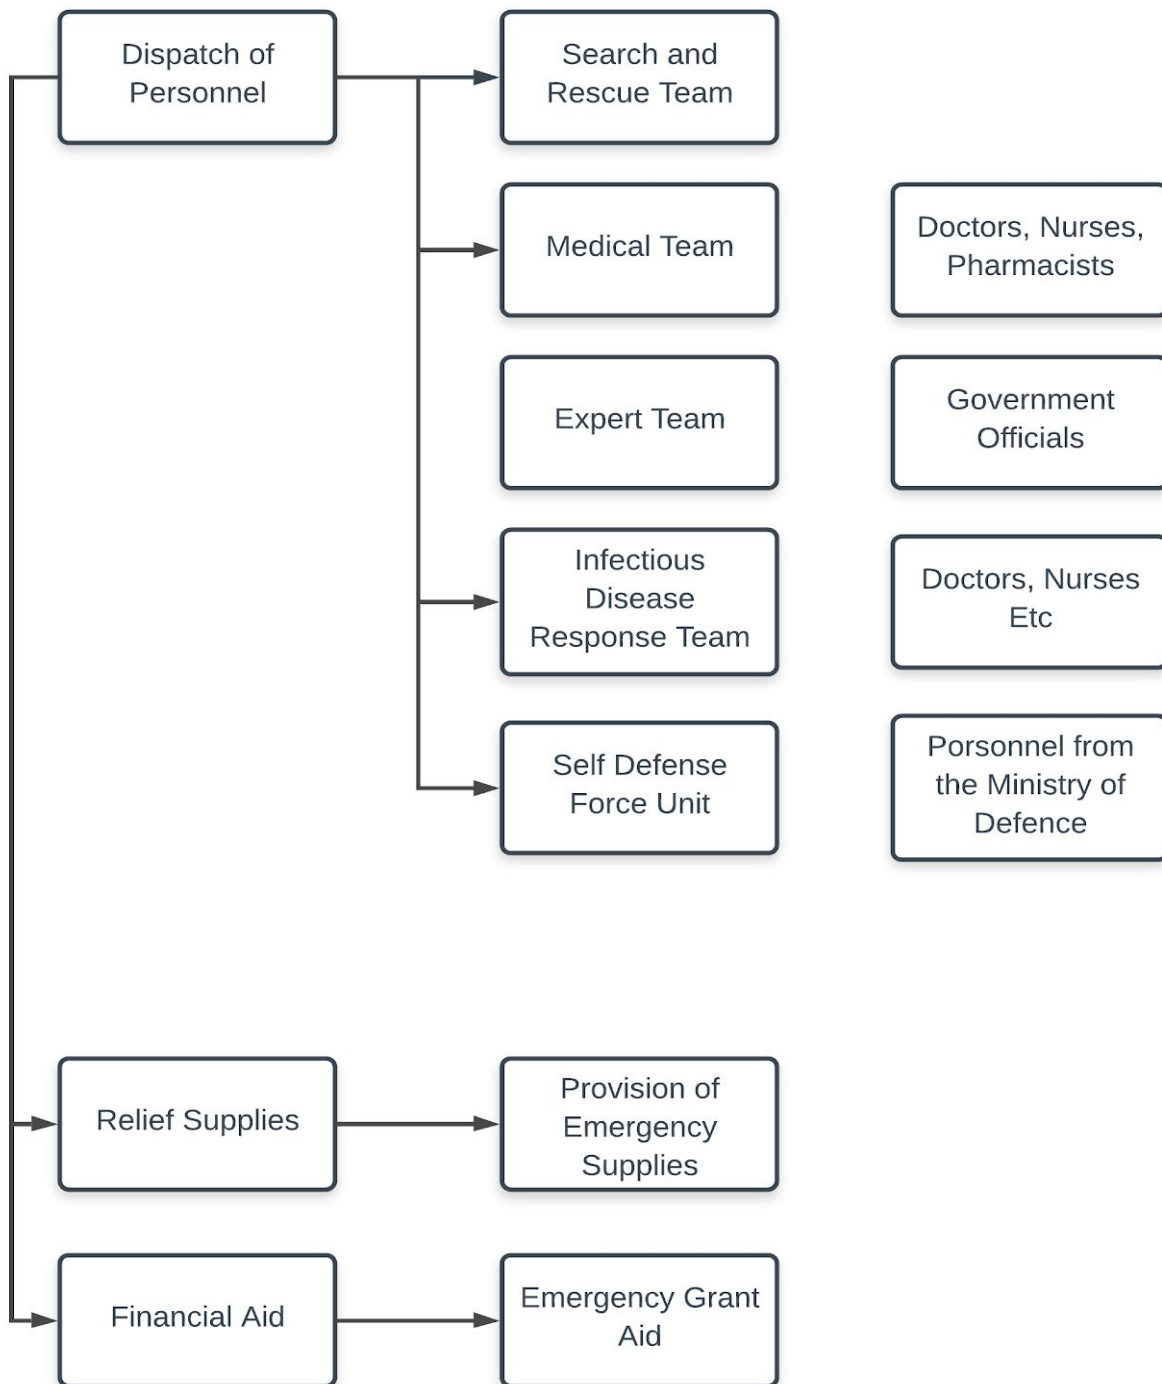 Dispatch of
Personnel
Search and
Rescue Team
Medical Team
Doctors, Nurses,
Pharmacists
Expert Team
Government
Officials
Infectious
Disease
Response Team
Doctors, Nurses
Etc
Self Defense
Force Unit
Porsonnel from
the Ministry of
Defence
Relief Supplies
Provision of
Emergency
Supplies
Financial Aid
Emergency Grant
Aid